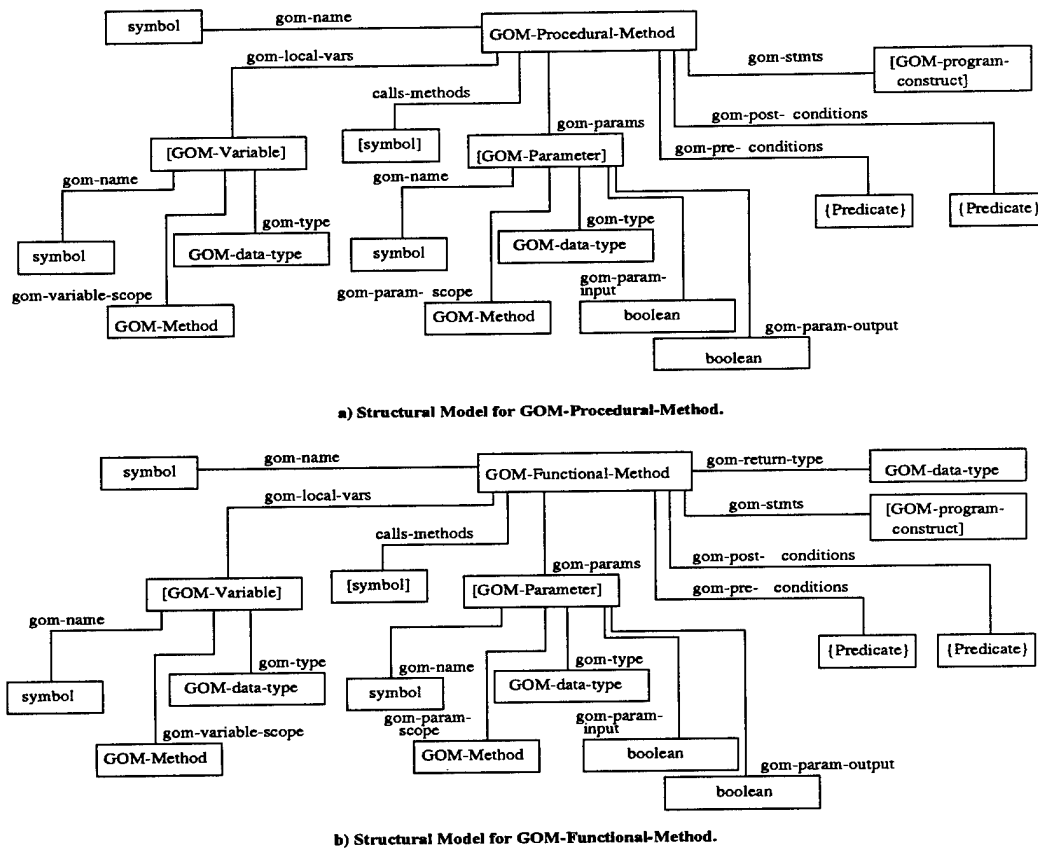 gom-name
symbol
GOM-Procedural-Method
gom-local-vars
gom-stmts
[GOM-program-
construct]
calls-methods
gom-params
gom-post- conditions
[symbol]
[GOM-Variable]
[GOM-Parameter]
gom-pre- conditions
gom-name
gom-name
{Predicate}
{Predicate}
gom-type
gom-type
symbol
GOM-data-type
symbol
GOM-data-type
gom-variable-scope
gom-param- scope
gom-param-
input
GOM-Method
GOM-Method
boolean
gom-param-output
boolean
a) Structural Model for GOM-Procedural-Method.
gom-name
symbol
GOM-Functional-Method
gom-return-type
GOM-data-type
gom-local-vars
gom-stmts
[GOM-program-
construct]
calls-methods
gom-post- conditions
gom-params
[symbol]
[GOM-Variable]
[GOM-Parameter]
gom-pre- conditions
gom-name
{Predicate}
{Predicate}
gom-type
gom-name
gom-type
symbol
GOM-data-type
symbol
GOM-data-type
gom-variable-scope
gom-param-
scope
gom-param-
input
GOM-Method
GOM-Method
boolean
gom-param-output
boolean
b) Structural Model for GOM-Functional-Method.